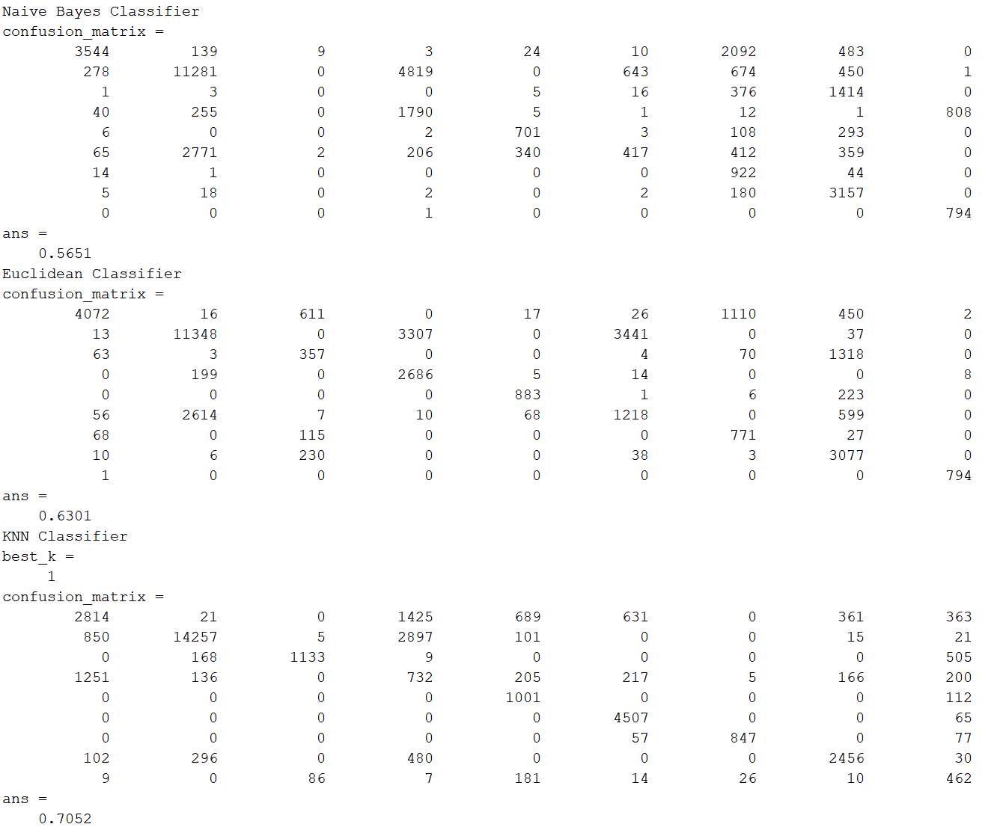 Naive Bayes Classifier
confusion_matrix =
3544 139 9 3 24 10 2092 483 0
278 11281 0 4819 0 643 674 450 1
1 3 0 0 5 16 376 1414 0
40 255 0 1790 5 1 12 1 808
6 0 0 2 701 3 108 293 0
65 2771 2 206 340 417 412 359 0
14 1 0 0 0 0 922 44 0
5 18 0 2 0 2 180 3157 0
0 0 0 1 0 0 0 0 794
ans =
0.5651
Euclidean Classifier
confusion_matrix =
4072 16 611 0 17 26 1110 450 2
13 11348 0 3307 0 3441 0 37 0
63 3 357 0 0 4 70 1318 0
0 199 0 2686 5 14 0 0 8
0 0 0 0 883 1 6 223 0
56 2614 7 10 68 1218 0 599 0
68 0 115 0 0 0 771 27 0
10 6 230 0 0 38 3 3077 0
1 0 0 0 0 0 0 0 794
ans =
0.6301
KNN Classifier
best_k =
1
confusion_matrix =
2814 21 0 1425 689 631 0 361 363
850 14257 5 2897 101 0 0 15 21
0 168 1133 9 0 0 0 0 505
1251 136 0 732 205 217 5 166 200
0 0 0 0 1001 0 0 0 112
0 0 0 0 0 4507 0 0 65
0 0 0 0 0 57 847 0 77
102 296 0 480 0 0 0 2456 30
9 0 86 7 181 14 26 10 462
ans =
0.7052